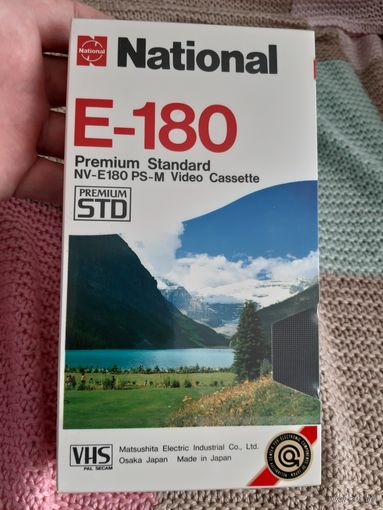 National
National
E-180
Premium Standard
NV-E180 PS-M Video Cassette
PREMIUM
STD
VHS
PAL SECAM
Matsushita Electric Industrial Co., Ltd.
Osaka Japan Made in Japan